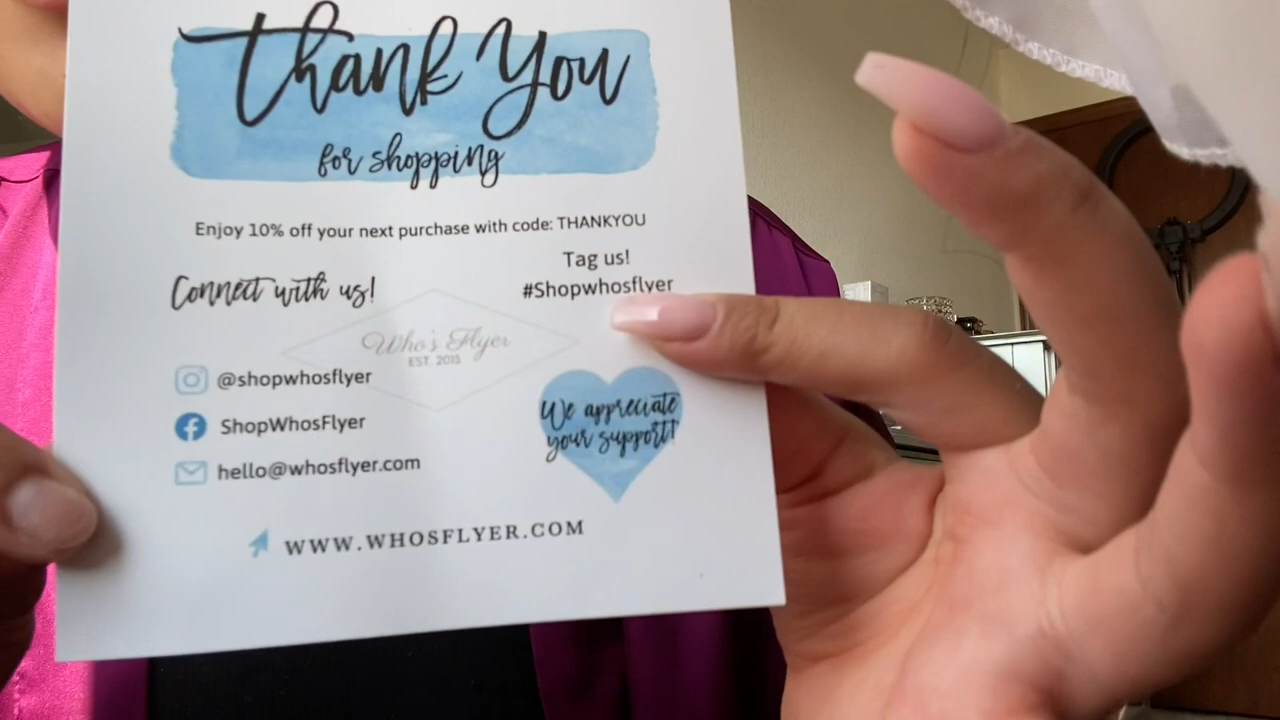 thank you
for shopping
Enjoy 10% off your next purchase with code: THANKYOU
Connect with us!
Tag us!
#Shopwhosflyer
Who's Flyer
EST. 2015
@shopwhosflyer
ShopWhosFlyer
hello@whosflyer.com
We appreciate
your support!
WWW.WHOSFLYER.COM